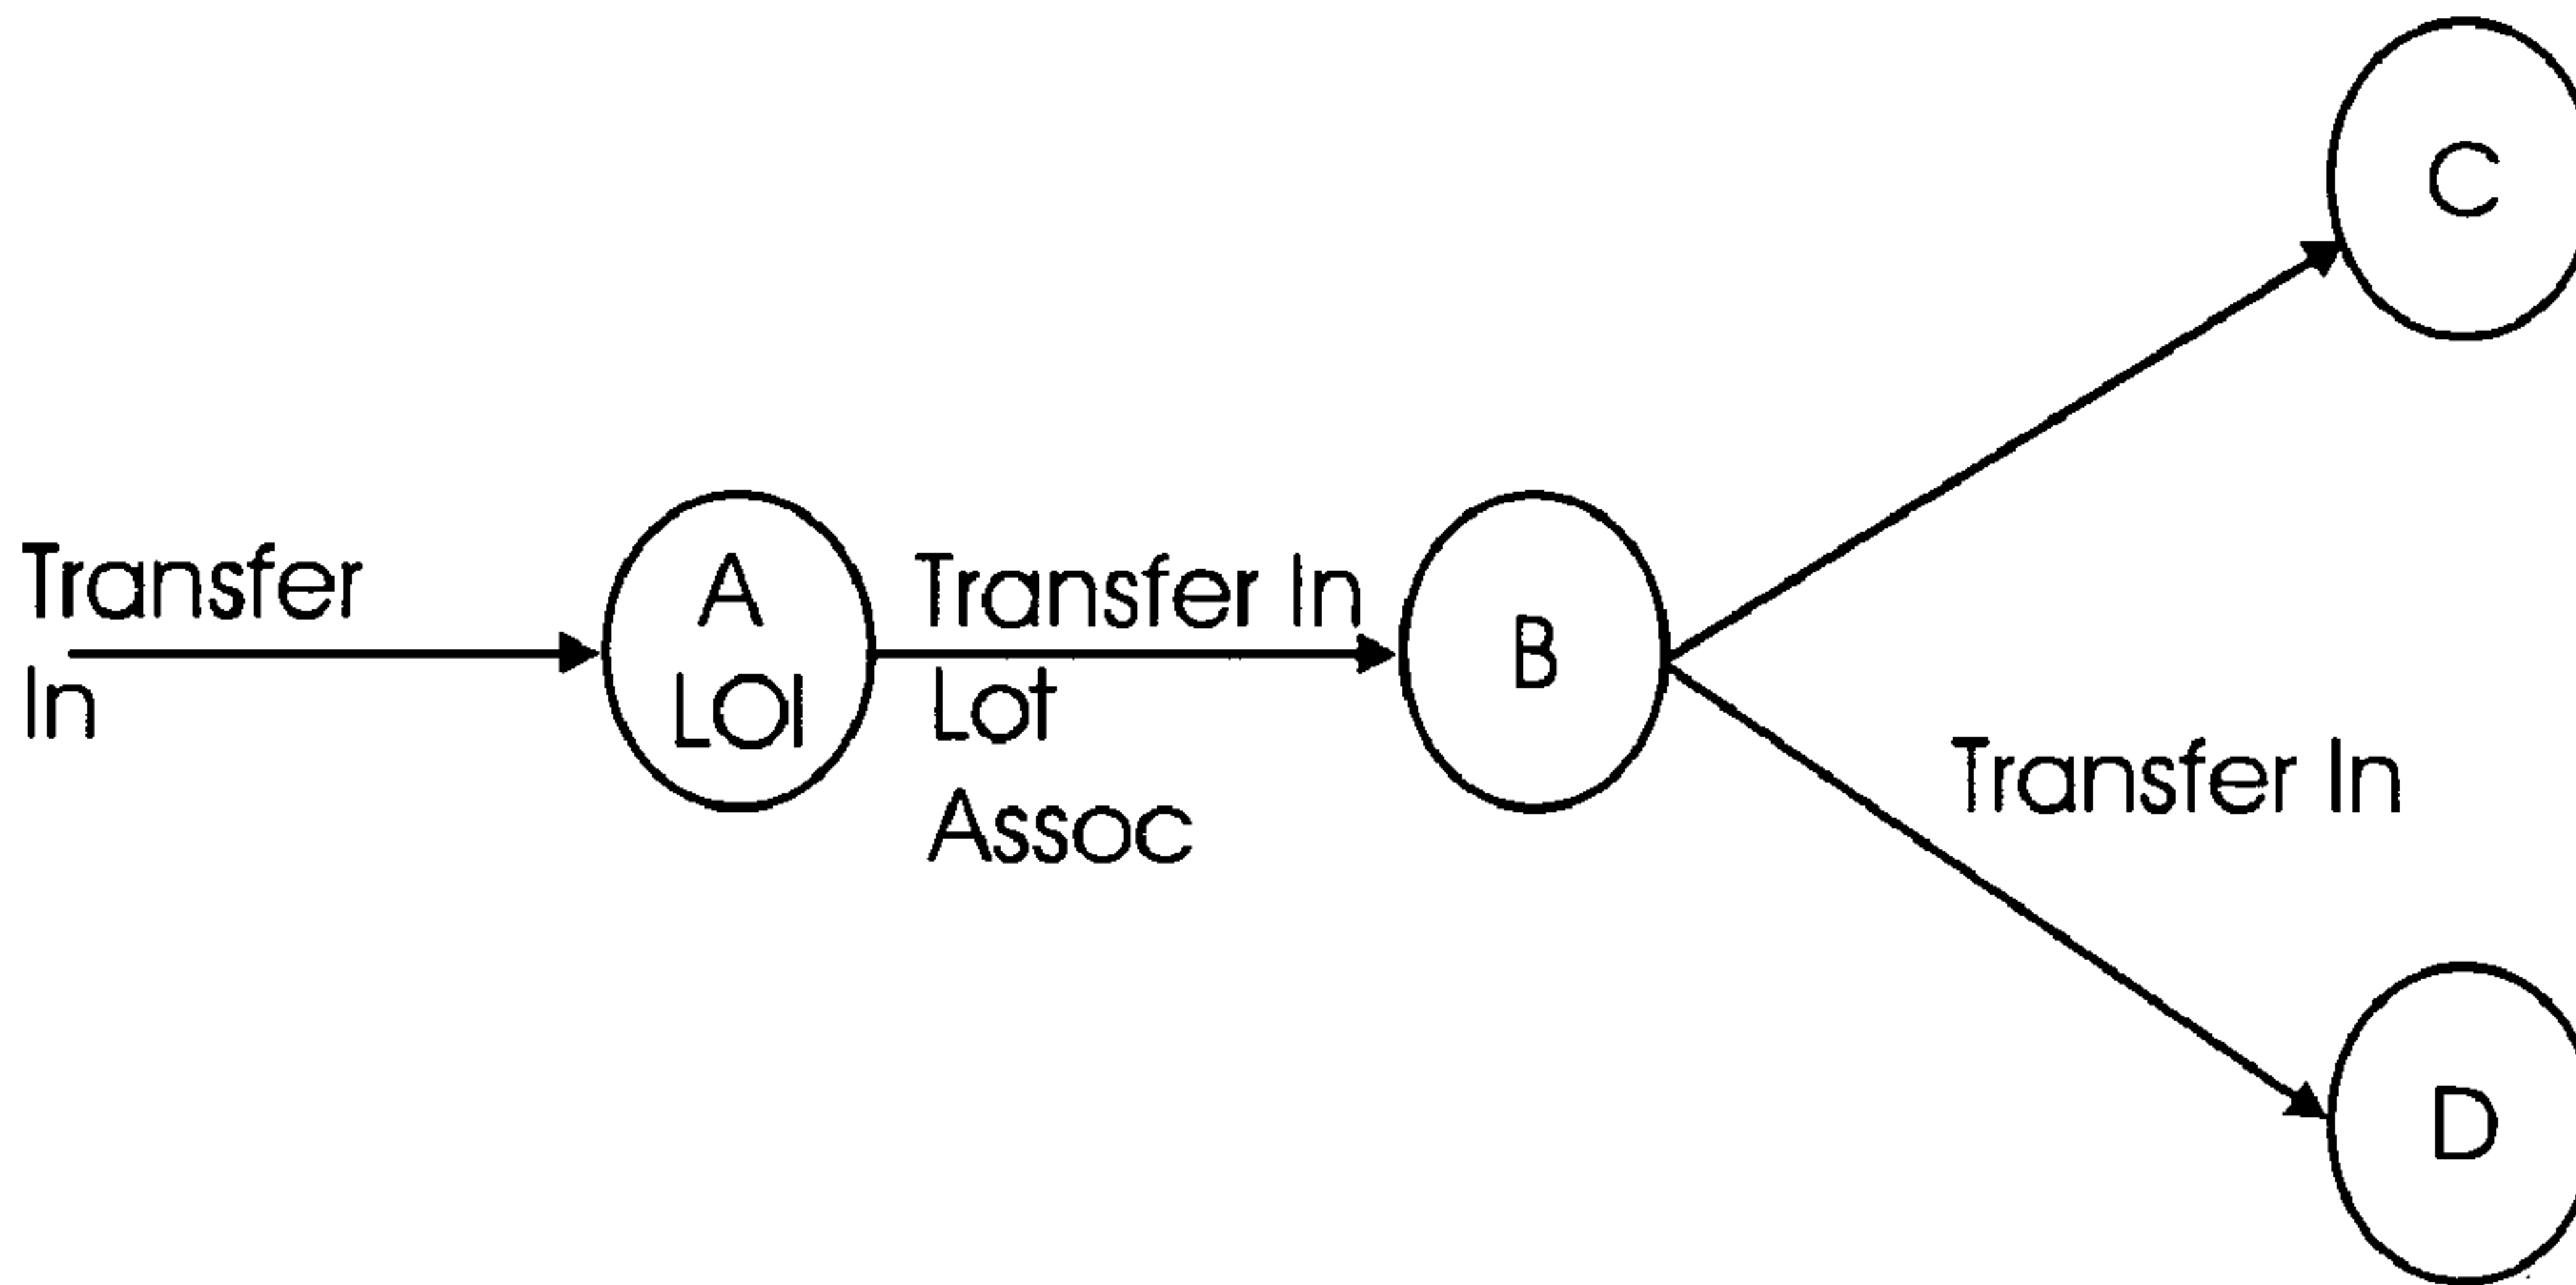 C
Transfer
In
A
LOI
Transfer In
Lot
Assoc
B
Transfer In
D